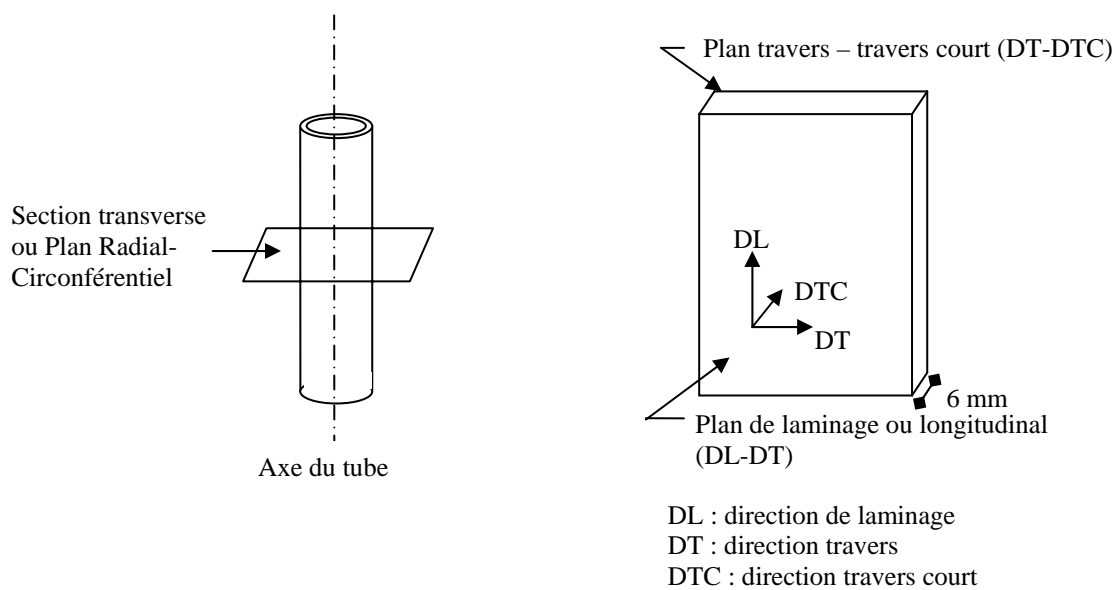 Section transverse
ou Plan Radial-
Circonférentiel
Axe du tube
Plan travers – travers court (DT-DTC)
DL
DTC
DT
6 mm
Plan de laminage ou longitudinal
(DL-DT)
DL : direction de laminage
DT : direction travers
DTC : direction travers court